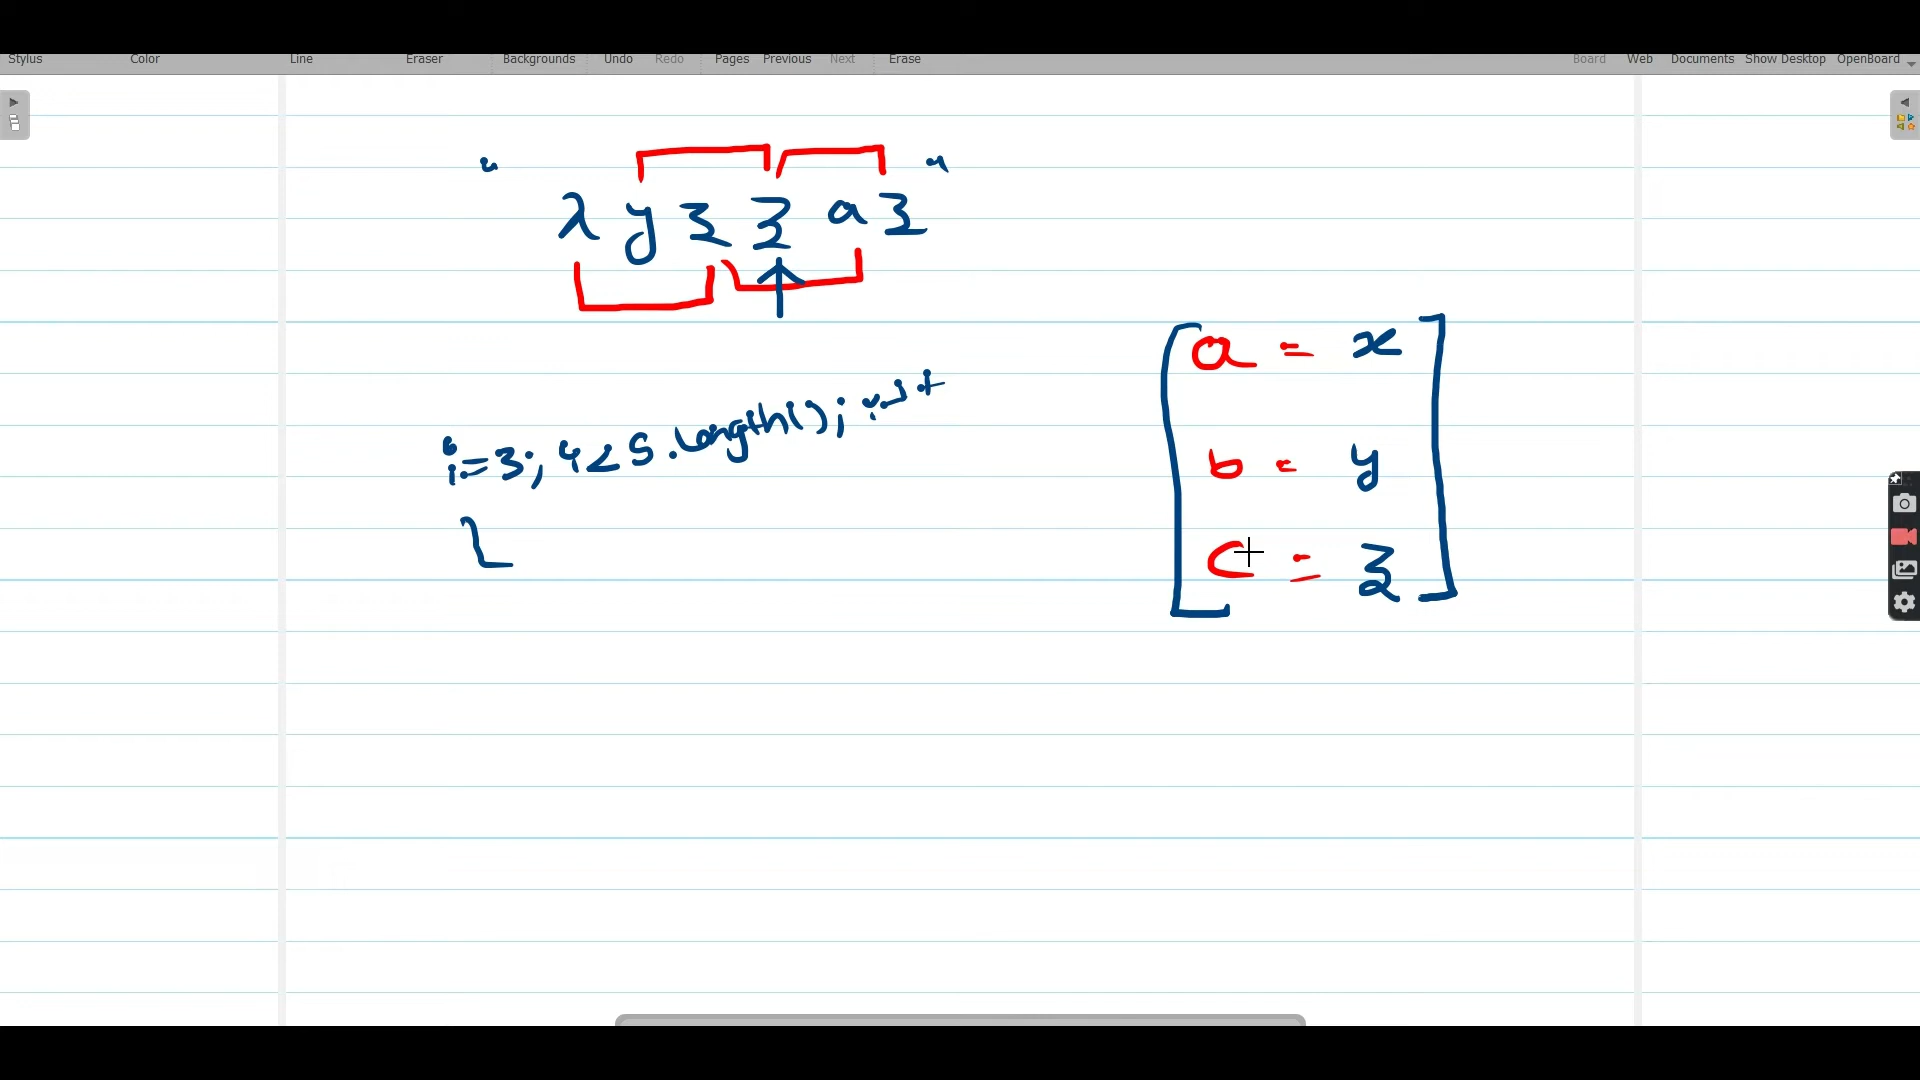 Stylus Color Line Eraser Backgrounds Undo Redo Pages Previous Next Erase Board Web Documents Show Desktop OpenBoard
" x y z z a z "
i=3; i<s.length(); i++
a = x
b = y
c = z